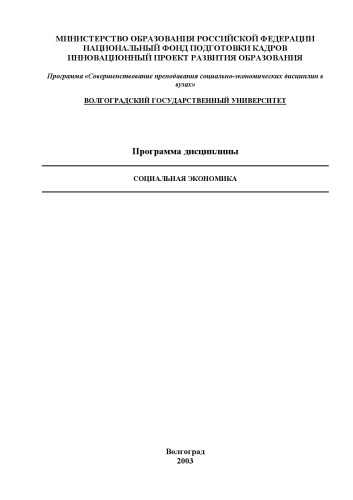 МИНИСТЕРСТВО ОБРАЗОВАНИЯ РОССИЙСКОЙ ФЕДЕРАЦИИ
НАЦИОНАЛЬНЫЙ ФОНД ПОДГОТОВКИ КАДРОВ
ИННОВАЦИОННЫЙ ПРОЕКТ РАЗВИТИЯ ОБРАЗОВАНИЯ
Программа «Совершенствование преподавания социально-экономических дисциплин в
вузах»
ВОЛГОГРАДСКИЙ ГОСУДАРСТВЕННЫЙ УНИВЕРСИТЕТ
Программа дисциплины
СОЦИАЛЬНАЯ ЭКОНОМИКА
Волгоград
2003